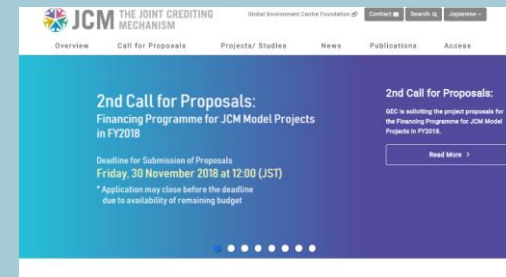 JCM THE JOINT CREDITING MECHANISM
Global Environment Centre Foundation
Contact
Search
Japanese
Overview
Call for Proposals
Projects/ Studies
News
Publications
Access
2nd Call for Proposals:
Financing Programme for JCM Model Projects
in FY2018
Deadline for Submission of Proposals
Friday, 30 November 2018 at 12:00 (JST)
* Application may close before the deadline
due to availability of remaining budget
2nd Call for Proposals:
GEC is soliciting the project proposals for
the Financing Programme for JCM Model
Projects in FY2018.
Read More >